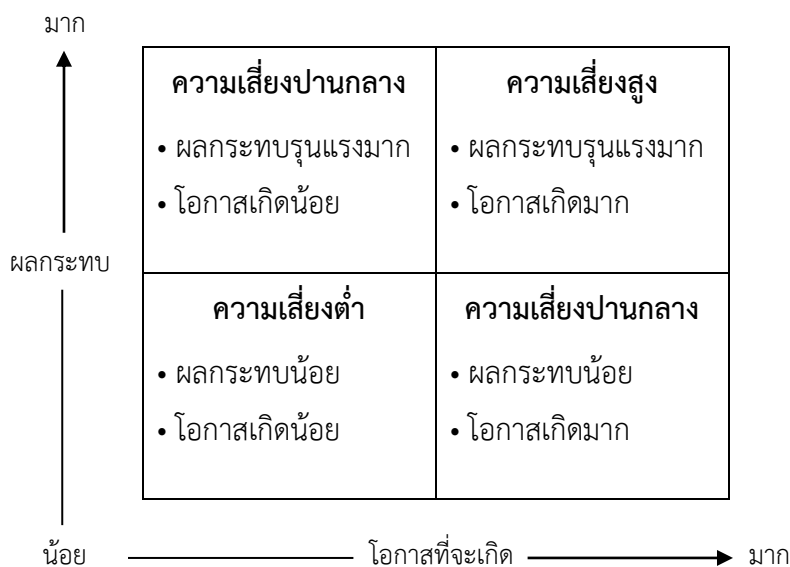 มาก
ความเสี่ยงปานกลาง
• ผลกระทบรุนแรงมาก
• โอกาสเกิดน้อย
ความเสี่ยงสูง
• ผลกระทบรุนแรงมาก
• โอกาสเกิดมาก
ผลกระทบ
ความเสี่ยงต่ำ
• ผลกระทบน้อย
• โอกาสเกิดน้อย
ความเสี่ยงปานกลาง
• ผลกระทบน้อย
• โอกาสเกิดมาก
น้อย
โอกาสที่จะเกิด
มาก